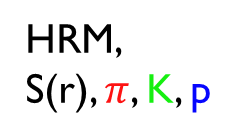 HRM,
S(r), π, K, p